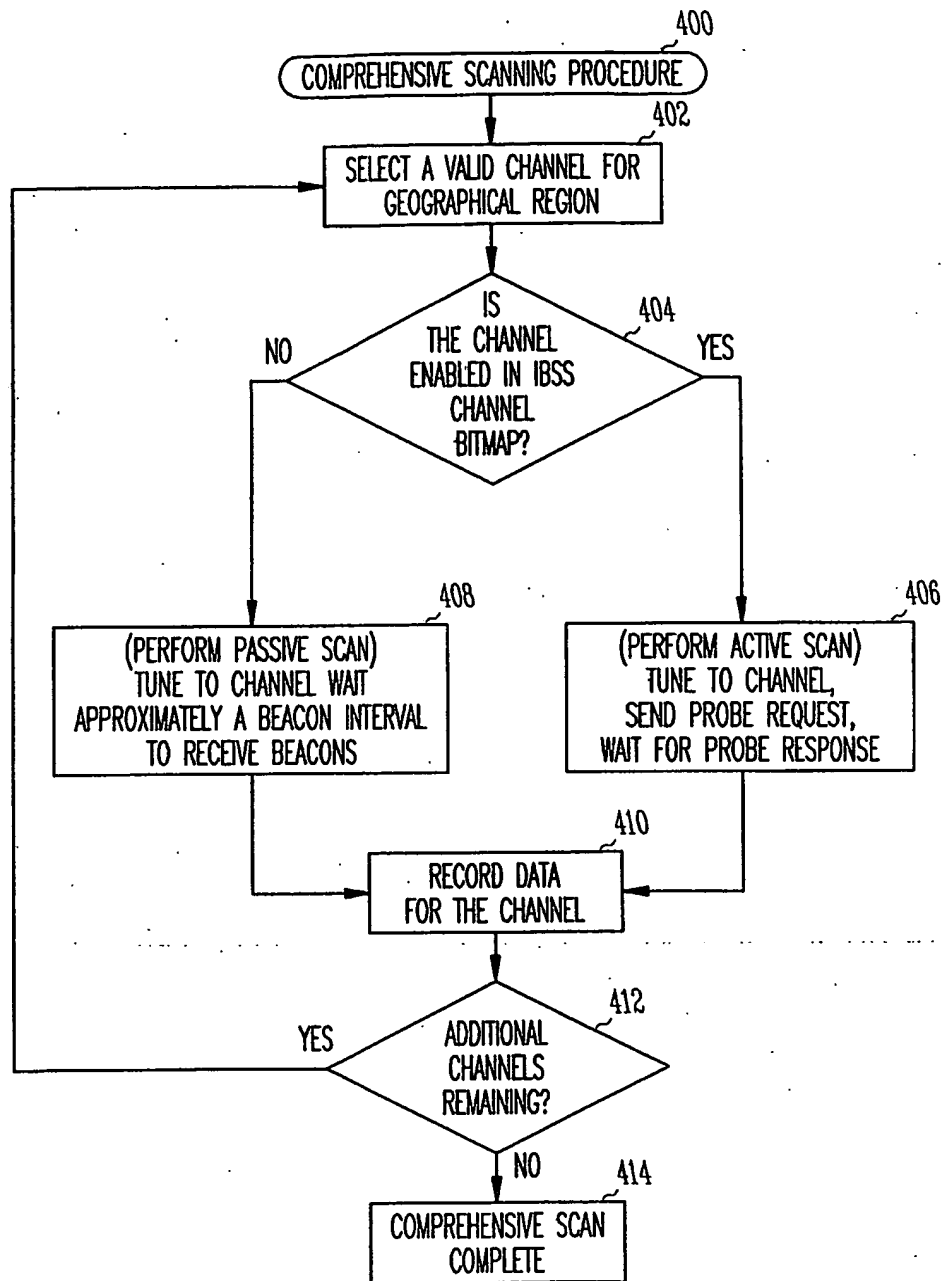 400
COMPREHENSIVE SCANNING PROCEDURE
402
SELECT A VALID CHANNEL FOR
GEOGRAPHICAL REGION
404
IS
THE CHANNEL
ENABLED IN IBSS
CHANNEL
BITMAP?
NO
YES
408
(PERFORM PASSIVE SCAN)
TUNE TO CHANNEL WAIT
APPROXIMATELY A BEACON INTERVAL
TO RECEIVE BEACONS
406
(PERFORM ACTIVE SCAN)
TUNE TO CHANNEL,
SEND PROBE REQUEST,
WAIT FOR PROBE RESPONSE
410
RECORD DATA
FOR THE CHANNEL
412
YES
ADDITIONAL
CHANNELS
REMAINING?
NO
414
COMPREHENSIVE SCAN
COMPLETE